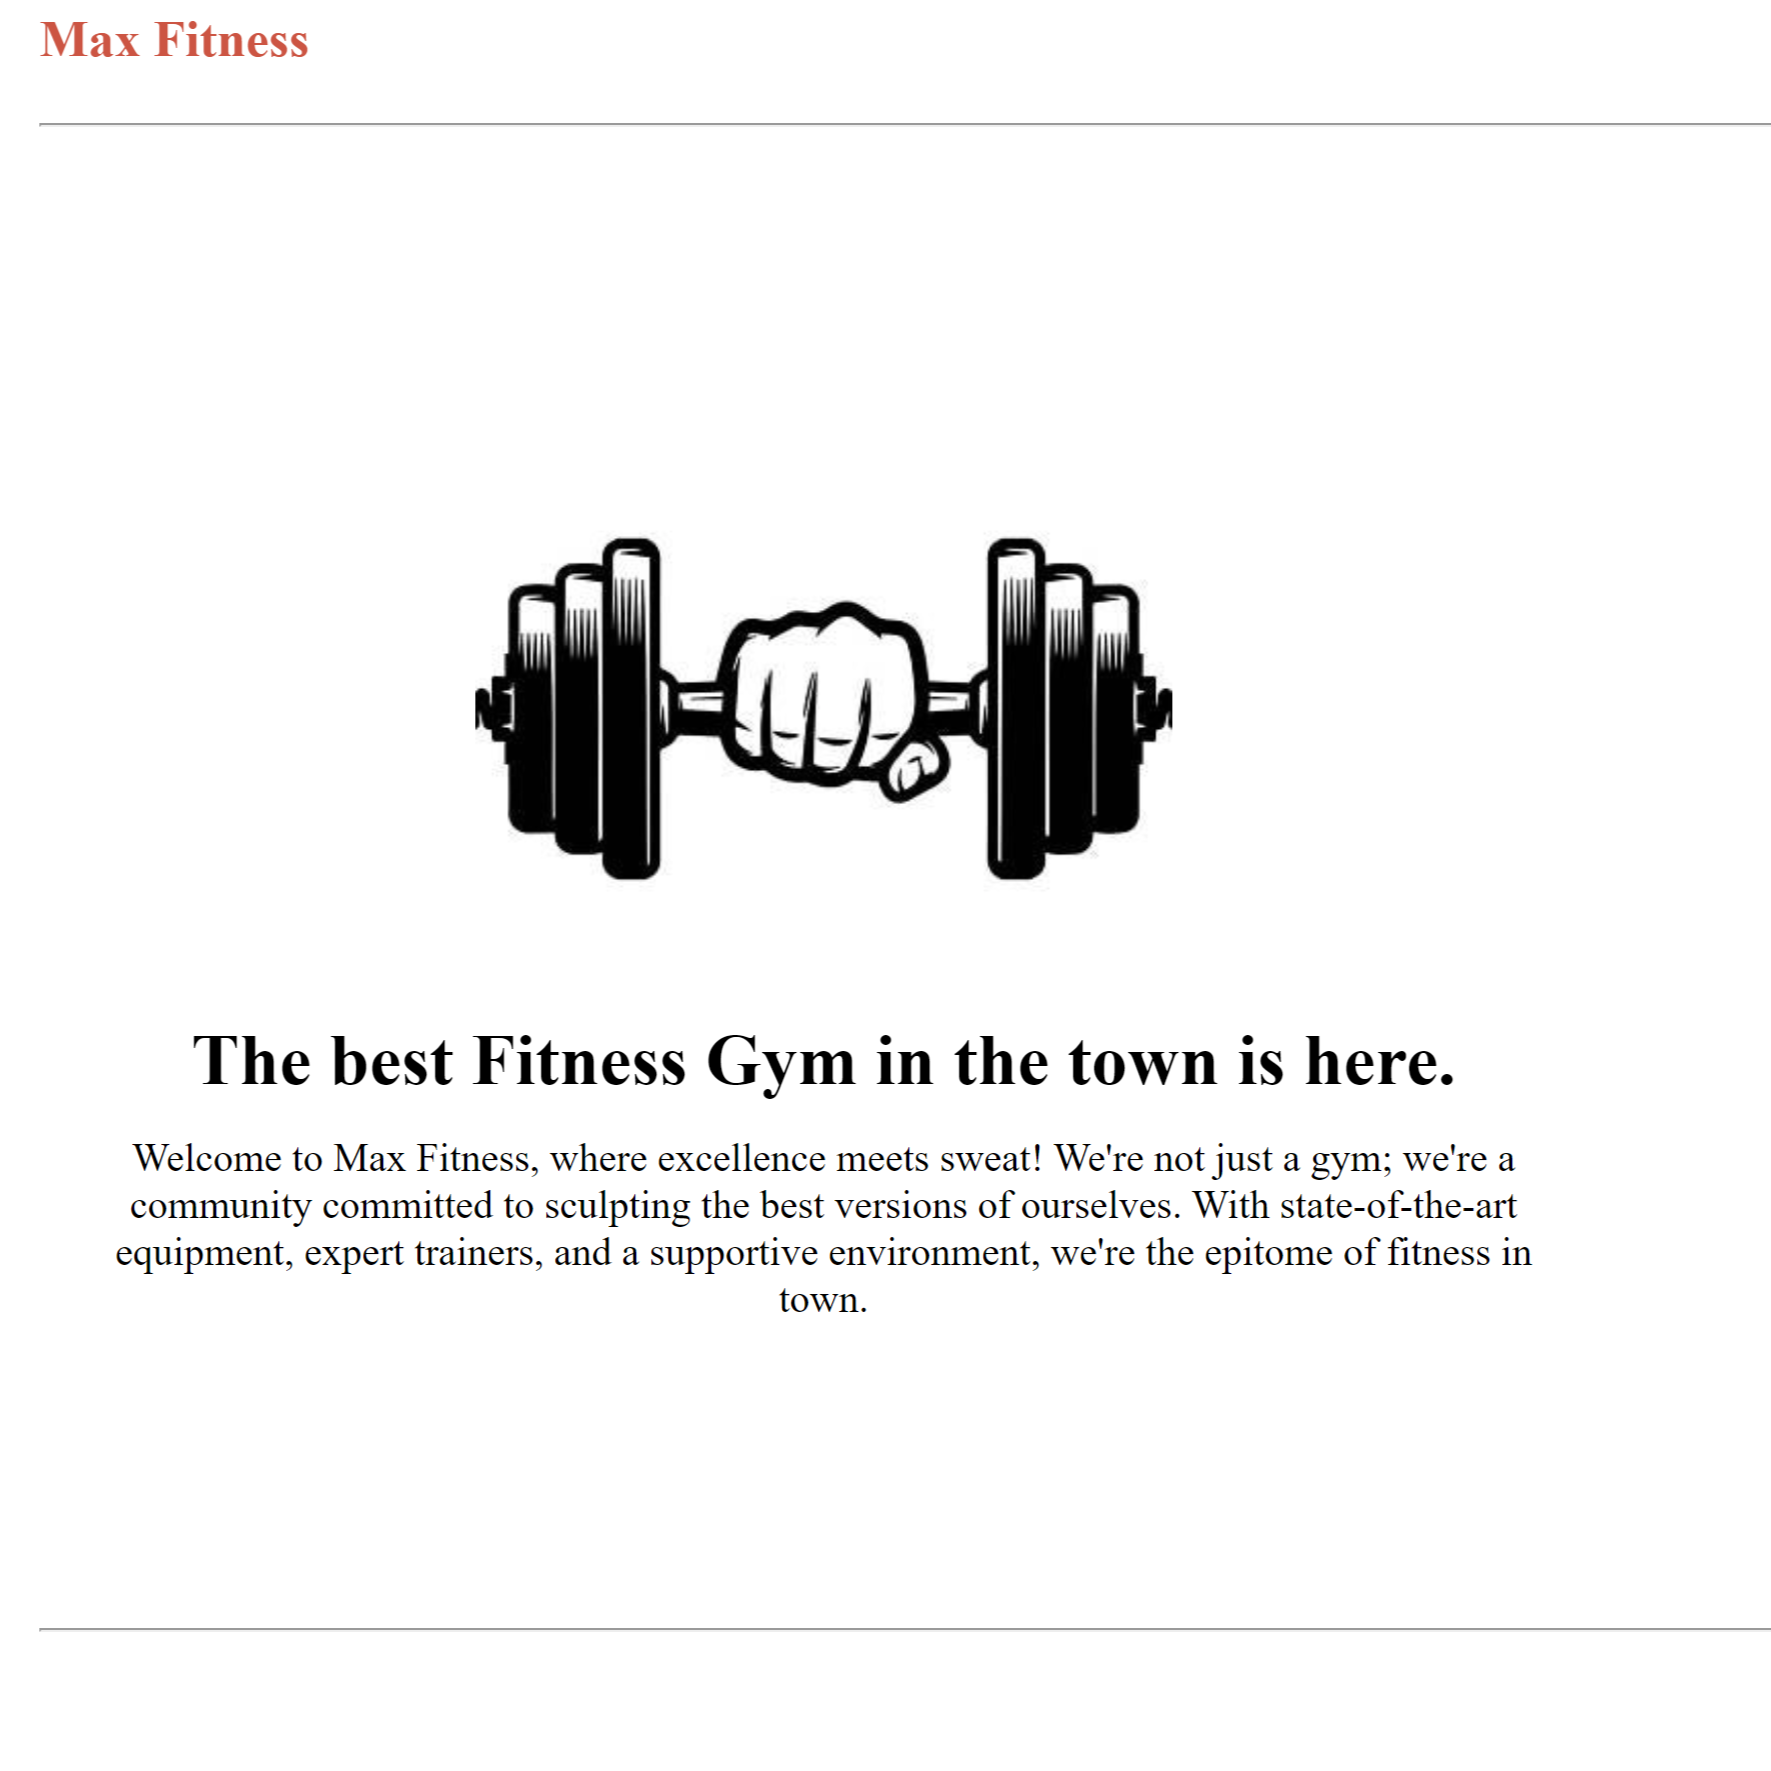 Max Fitness
The best Fitness Gym in the town is here.
Welcome to Max Fitness, where excellence meets sweat! We're not just a gym; we're a
community committed to sculpting the best versions of ourselves. With state-of-the-art
equipment, expert trainers, and a supportive environment, we're the epitome of fitness in
town.